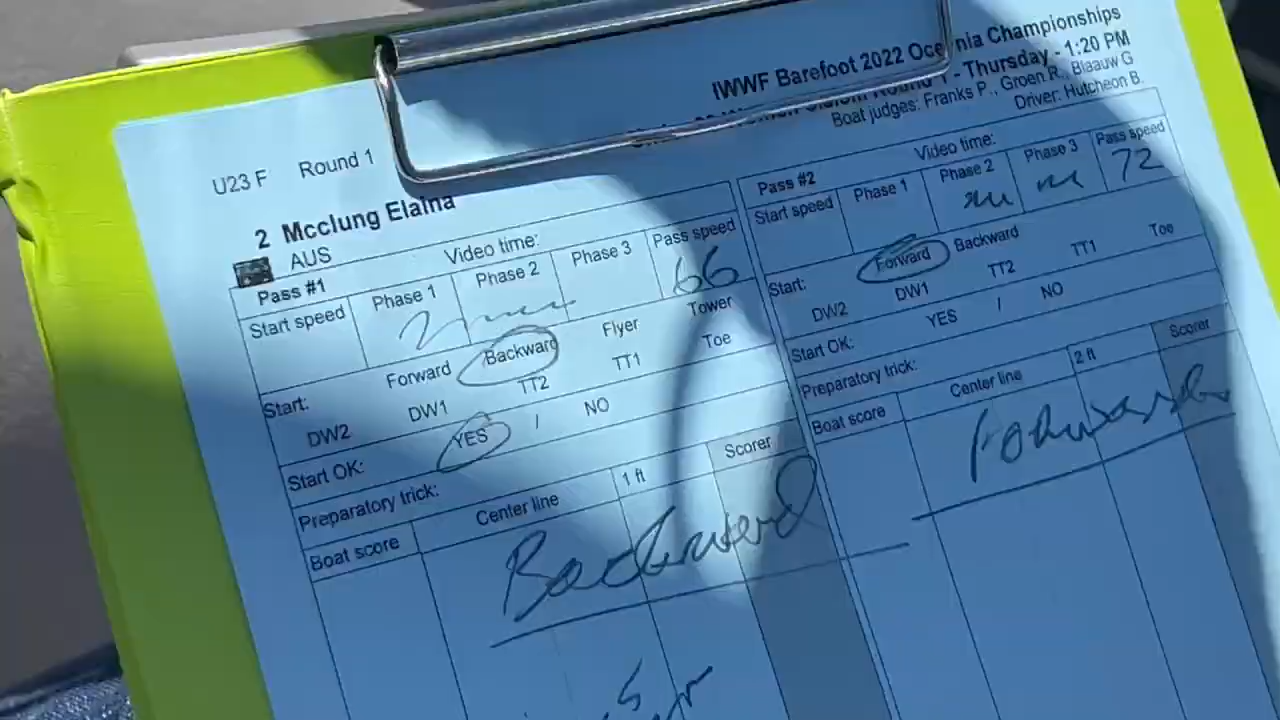 IWWF Barefoot 2022 Oceania Championships
Round 1 - Thursday - 1:20 PM
Boat judges: Franks P., Groen R., Blaauw G
Driver: Hutcheon B.
U23 F Round 1
2 Mcclung Elaina
AUS Video time:
Pass #1
Start speed Phase 1 Phase 2 Phase 3 Pass speed
66
Start: Forward Backward Flyer Tower
DW2 DW1 TT2 TT1 Toe
Start OK: YES / NO
Preparatory trick:
Boat score Center line 1 ft Scorer
Backward
Video time:
Pass #2
Start speed Phase 1 Phase 2 Phase 3 Pass speed
72
Start: Forward Backward
DW2 DW1 TT2 TT1 Toe
Start OK: YES / NO
Preparatory trick:
Boat score Center line 2 ft Scorer
Forwards